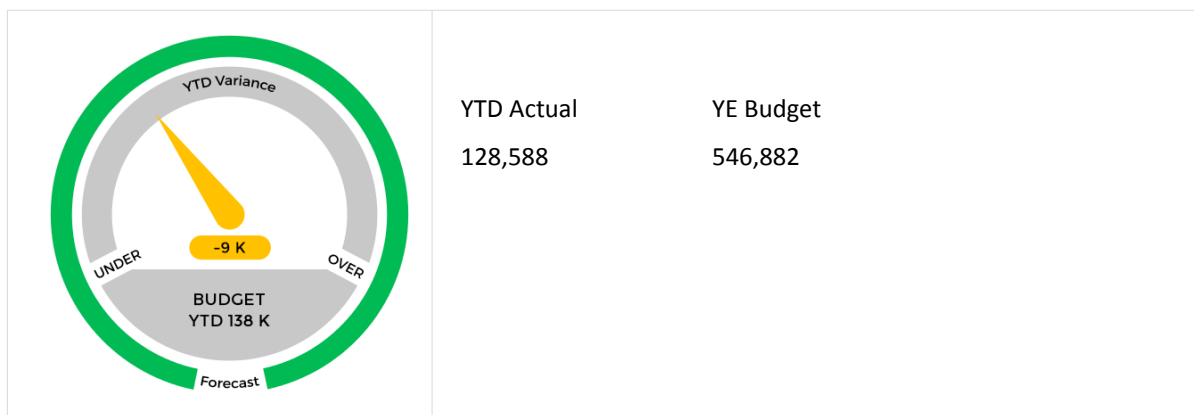 YTD Variance
-9 K
UNDER
OVER
BUDGET
YTD 138 K
Forecast
YTD Actual YE Budget
128,588 546,882